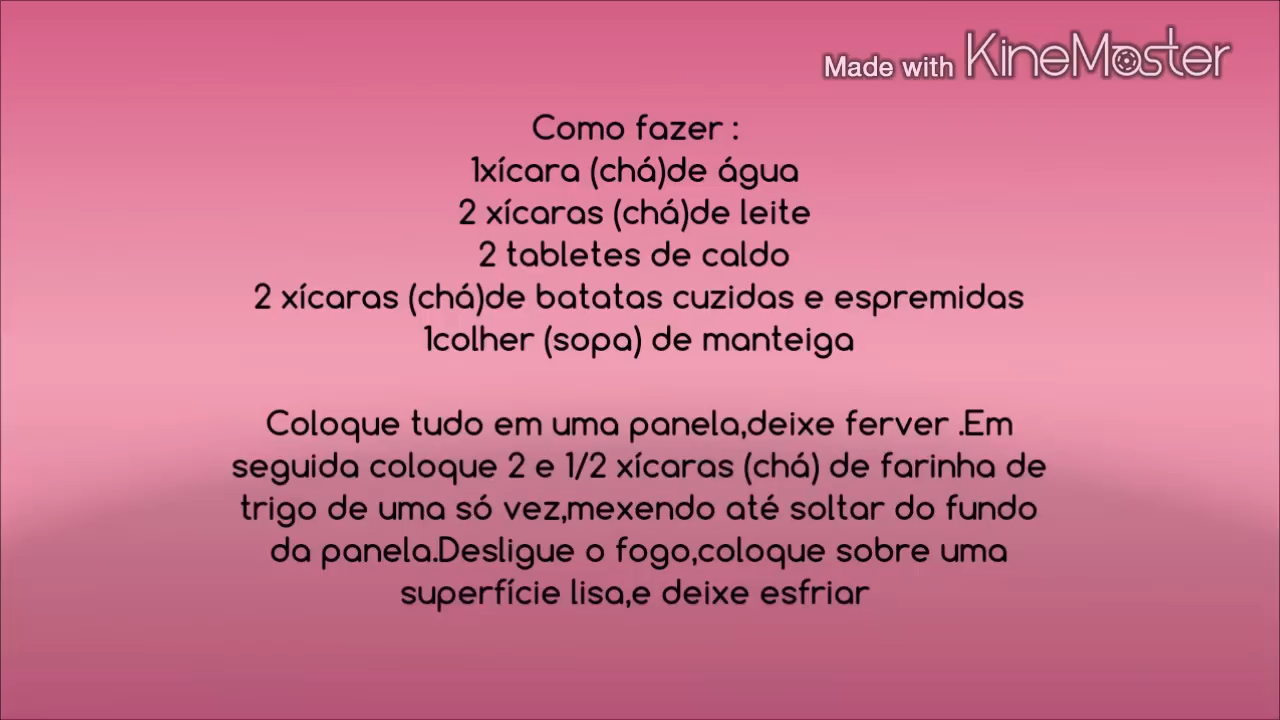 Made with KineMaster
Como fazer :
1xícara (chá)de água
2 xícaras (chá)de leite
2 tabletes de caldo
2 xícaras (chá)de batatas cuzidas e espremidas
1colher (sopa) de manteiga
Coloque tudo em uma panela,deixe ferver .Em
seguida coloque 2 e 1/2 xícaras (chá) de farinha de
trigo de uma só vez,mexendo até soltar do fundo
da panela.Desligue o fogo,coloque sobre uma
superfície lisa,e deixe esfriar